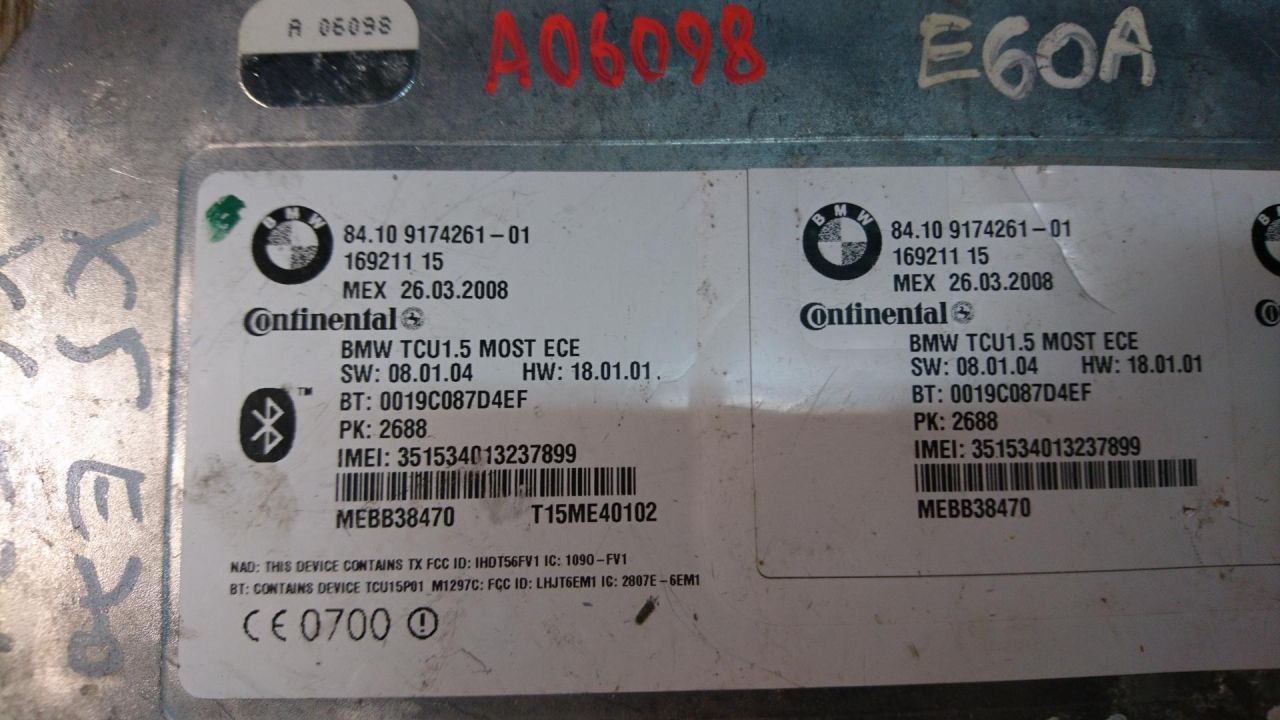 A 06098
A06098
E60A
BMW
84.10 9174261-01
169211 15
MEX 26.03.2008
Continental
BMW TCU1.5 MOST ECE
SW: 08.01.04 HW: 18.01.01
BT: 0019C087D4EF
PK: 2688
IMEI: 351534013237899
MEBB38470 T15ME40102
NAD: THIS DEVICE CONTAINS TX FCC ID: IHDT56FV1 IC: 109O-FV1
BT: CONTAINS DEVICE TCU15P01 M1297C: FCC ID: LHJT6EM1 IC: 2807E-6EM1
CE 0700
BMW
84.10 9174261-01
169211 15
MEX 26.03.2008
Continental
BMW TCU1.5 MOST ECE
SW: 08.01.04 HW: 18.01.01
BT: 0019C087D4EF
PK: 2688
IMEI: 351534013237899
MEBB38470